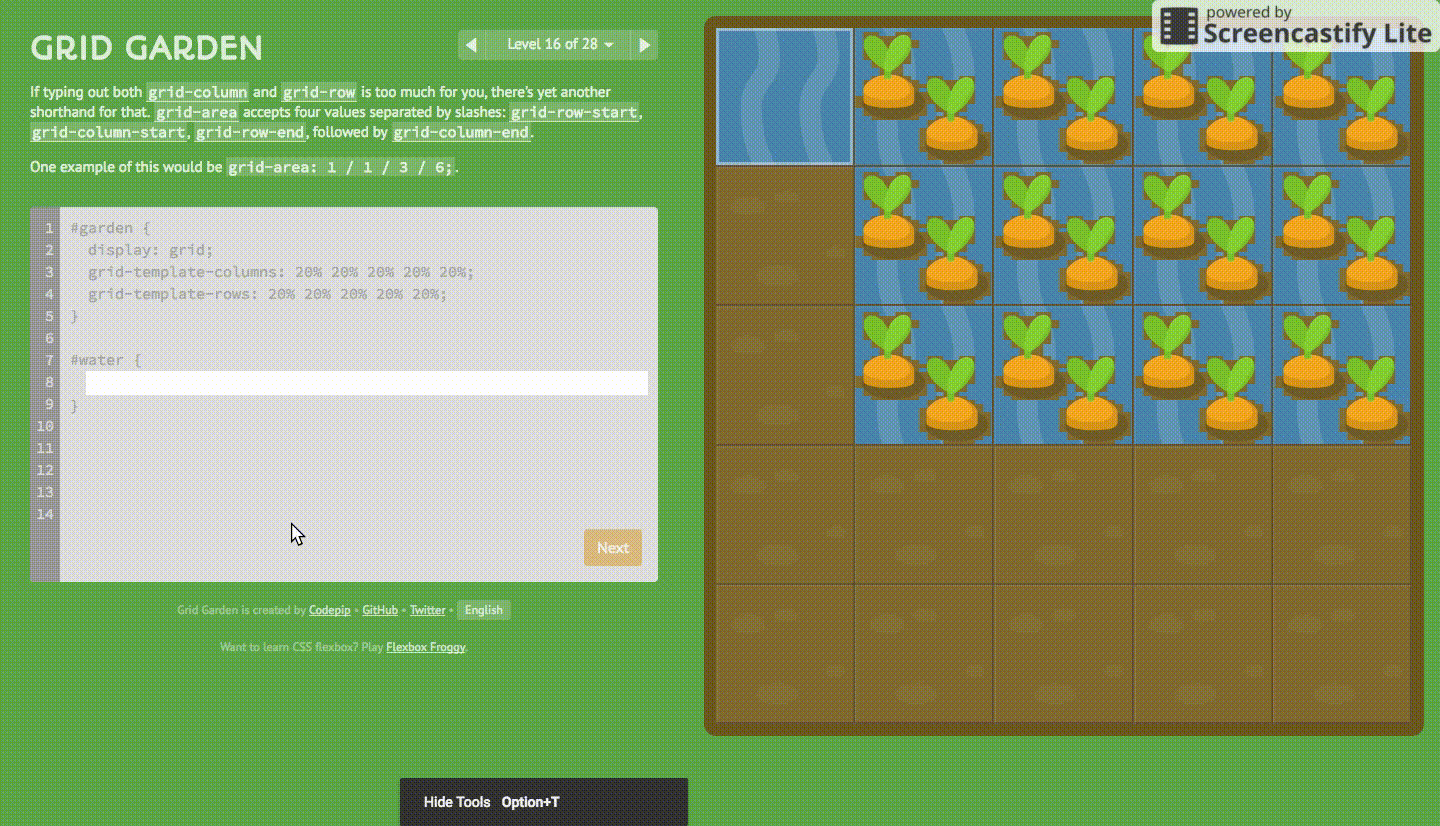 GRID GARDEN
Level 16 of 28
powered by
Screencastify Lite
If typing out both grid-column and grid-row is too much for you, there's yet another
shorthand for that. grid-area accepts four values separated by slashes: grid-row-start,
grid-column-start, grid-row-end, followed by grid-column-end.
One example of this would be grid-area: 1 / 1 / 3 / 6;.
1 #garden {
2 display: grid;
3 grid-template-columns: 20% 20% 20% 20% 20%;
4 grid-template-rows: 20% 20% 20% 20% 20%;
5 }
6
7 #water {
8
9 }
10
11
12
13
14
Next
Grid Garden is created by Codepip • GitHub • Twitter • English
Want to learn CSS flexbox? Play Flexbox Froggy.
Hide Tools Option+T